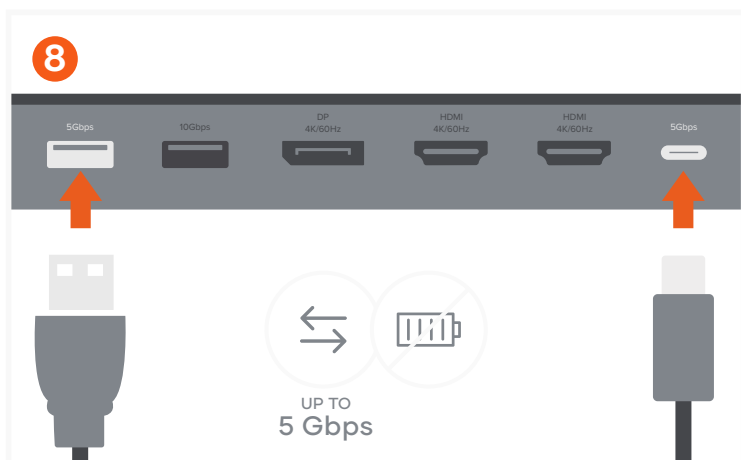 8
5Gbps
10Gbps
DP
4K/60Hz
HDMI
4K/60Hz
HDMI
4K/60Hz
5Gbps
UP TO
5 Gbps